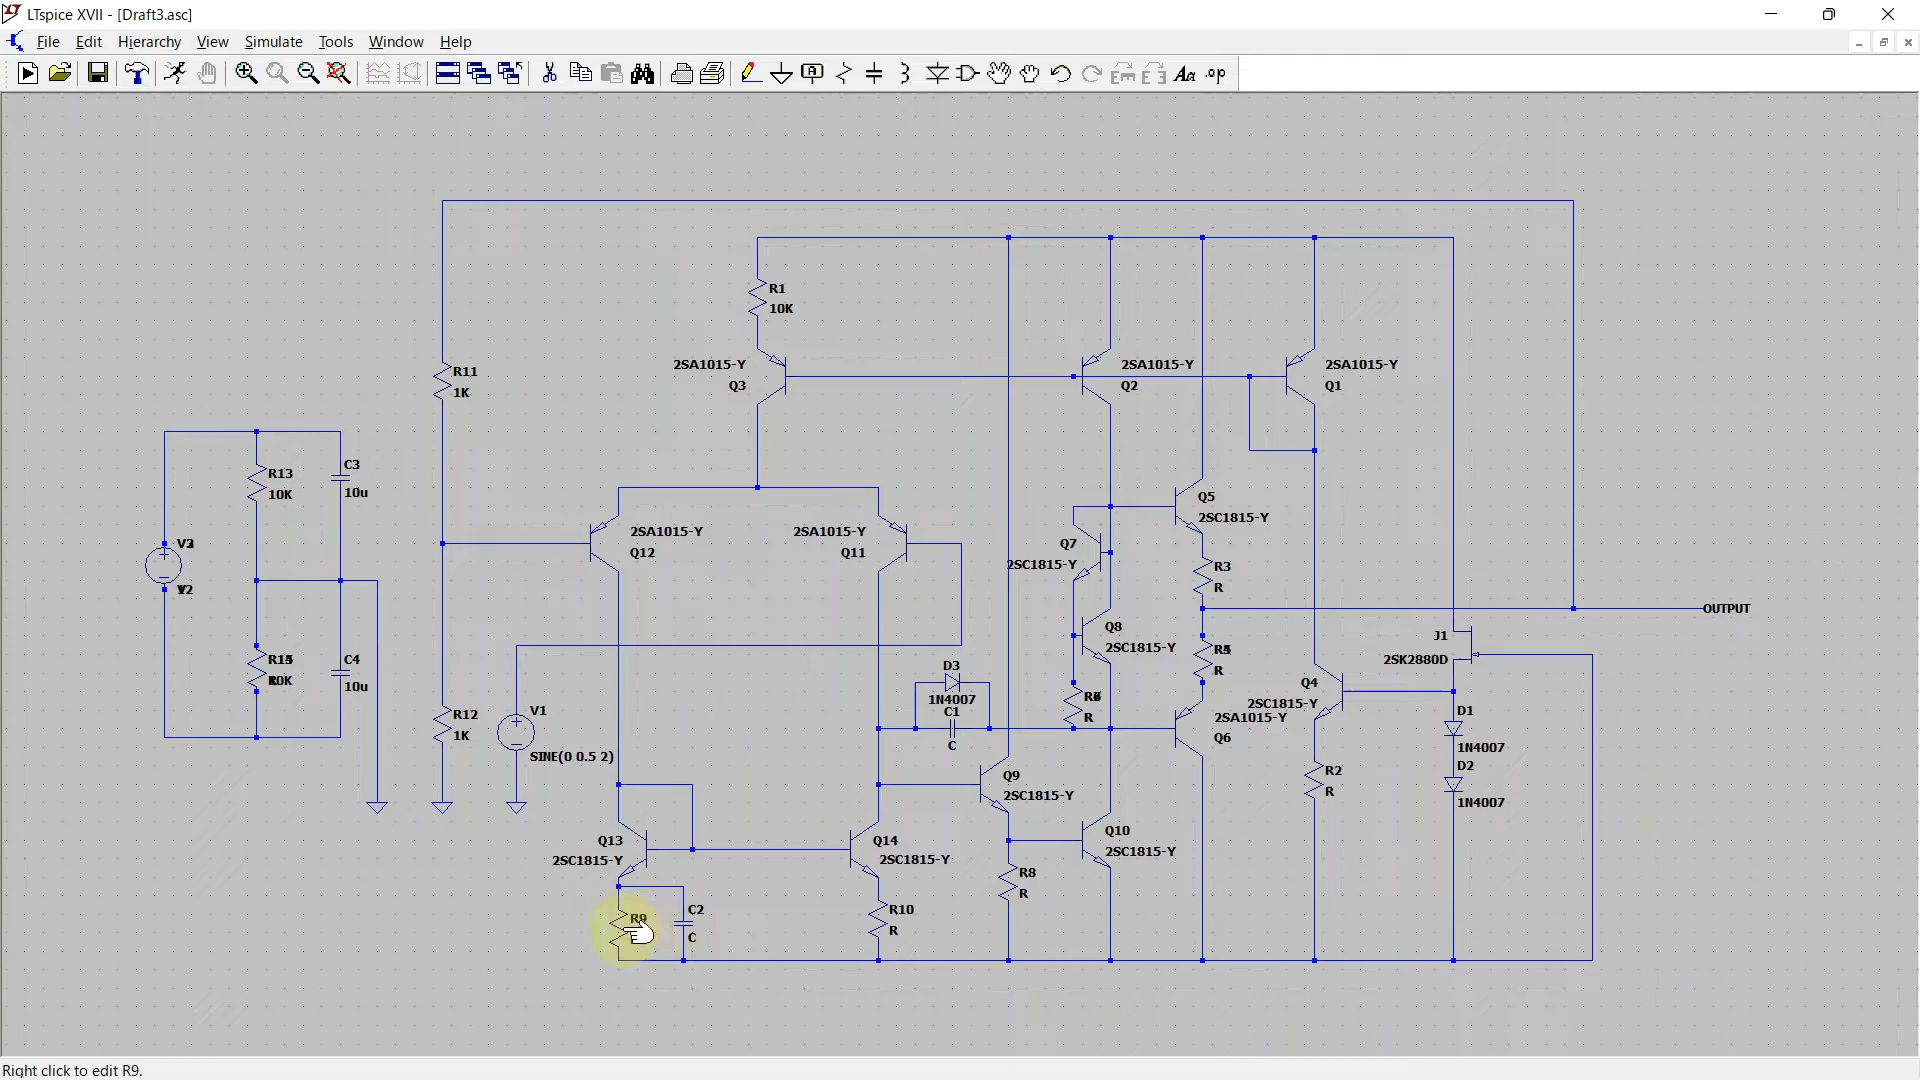 LTspice XVII - [Draft3.asc]
File Edit Hierarchy View Simulate Tools Window Help
Aa .op
R1
10K
2SA1015-Y
Q3
2SA1015-Y
Q2
2SA1015-Y
Q1
R11
1K
C3
10u
R13
10K
Q5
2SC1815-Y
2SA1015-Y
Q12
2SA1015-Y
Q11
Q7
2SC1815-Y
R3
R
OUTPUT
Q8
2SC1815-Y
J1
2SK2880D
R
C4
10u
D3
1N4007
C1
C
R
Q4
2SC1815-Y
2SA1015-Y
Q6
R12
1K
V1
SINE(0 0.5 2)
D1
1N4007
D2
1N4007
R2
R
Q9
2SC1815-Y
Q10
2SC1815-Y
Q13
2SC1815-Y
Q14
2SC1815-Y
R8
R
R9
C2
C
R10
R
Right click to edit R9.